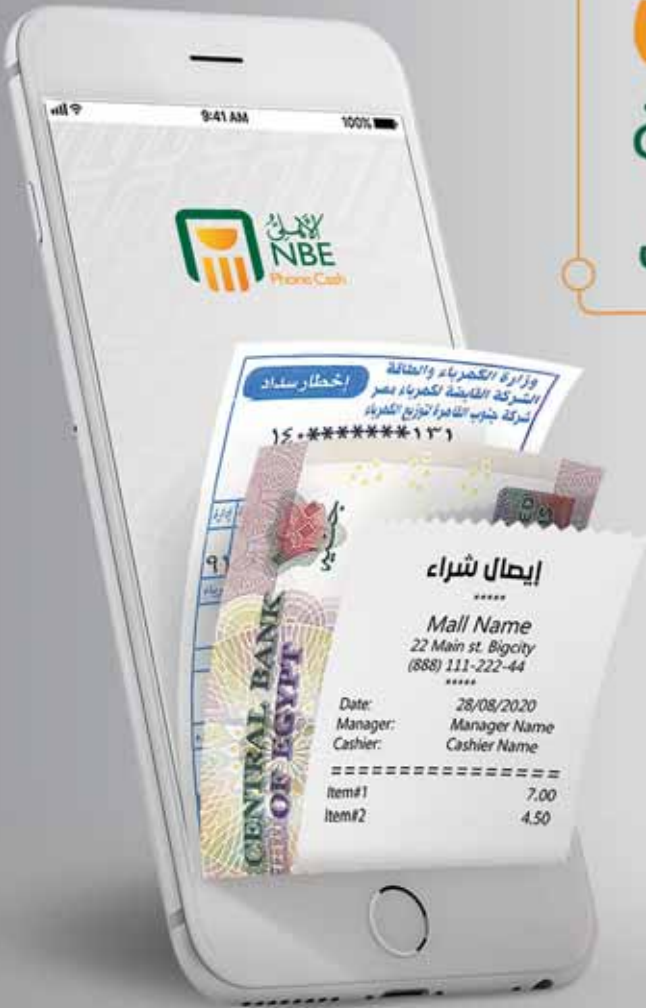 9:41 AM 100%
الأهلي
NBE
Phone Cash
وزارة الكهرباء والطاقة
الشركة القابضة لكهرباء مصر
شركة جنوب القاهرة لتوزيع الكهرباء
إخطار سداد
١٤٠*******١٣١
CENTRAL BANK
OF EGYPT
إيصال شراء
*****
Mall Name
22 Main st. Bigcity
(888) 111-222-44
*****
Date: 28/08/2020
Manager: Manager Name
Cashier: Cashier Name
================
Item#1 7.00
Item#2 4.50